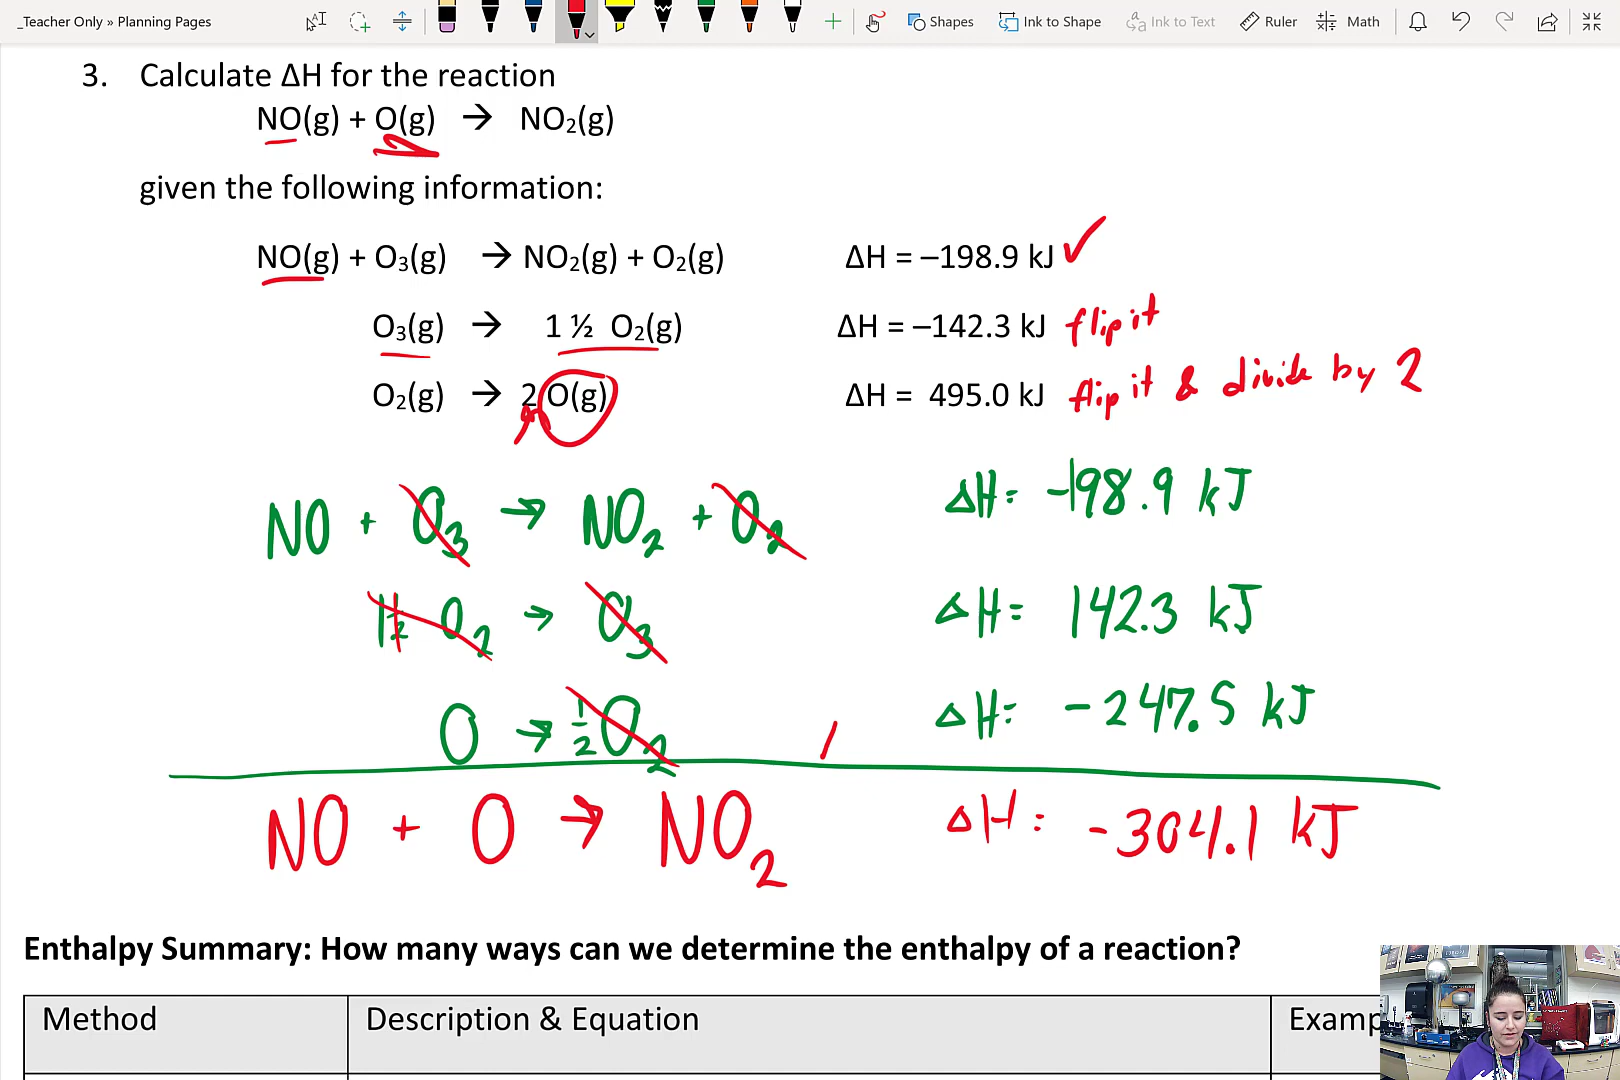 _Teacher Only » Planning Pages Shapes Ink to Shape Ink to Text Ruler Math
3. Calculate ΔH for the reaction
NO(g) + O(g) → NO₂(g)
given the following information:
NO(g) + O₃(g) → NO₂(g) + O₂(g) ΔH = –198.9 kJ ✓
O₃(g) → 1 ½ O₂(g) ΔH = –142.3 kJ flip it
O₂(g) → 2 O(g) ΔH = 495.0 kJ flip it & divide by 2
NO + O₃ → NO₂ + O₂ ΔH = -198.9 kJ
1½ O₂ → O₃ ΔH = 142.3 kJ
O → ½ O₂ ΔH = -247.5 kJ
NO + O → NO₂ ΔH = -304.1 kJ
Enthalpy Summary: How many ways can we determine the enthalpy of a reaction?
Method Description & Equation Examp